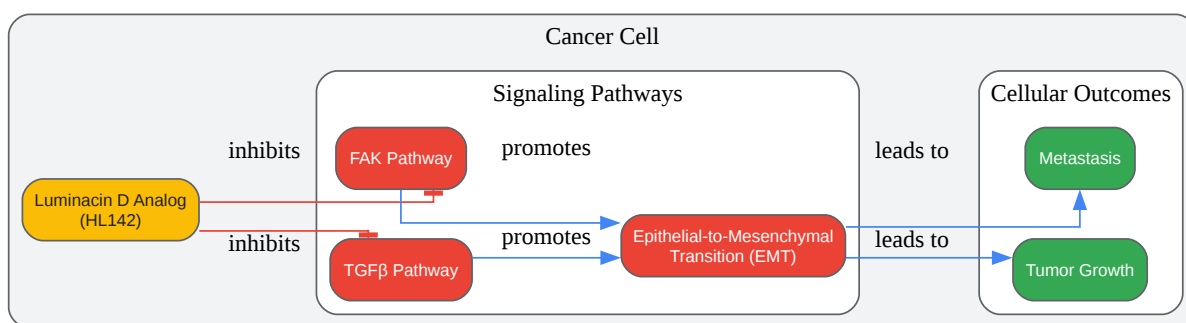 Cancer Cell
Signaling Pathways
Cellular Outcomes
inhibits
FAK Pathway
promotes
leads to
Metastasis
Luminacin D Analog
(HL142)
inhibits
TGFβ Pathway
promotes
Epithelial-to-Mesenchymal
Transition (EMT)
leads to
Tumor Growth